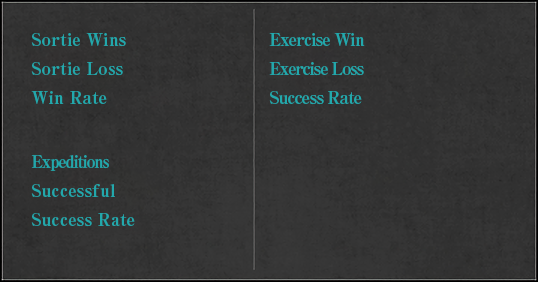 Sortie Wins
Sortie Loss
Win Rate
Expeditions
Successful
Success Rate
Exercise Win
Exercise Loss
Success Rate